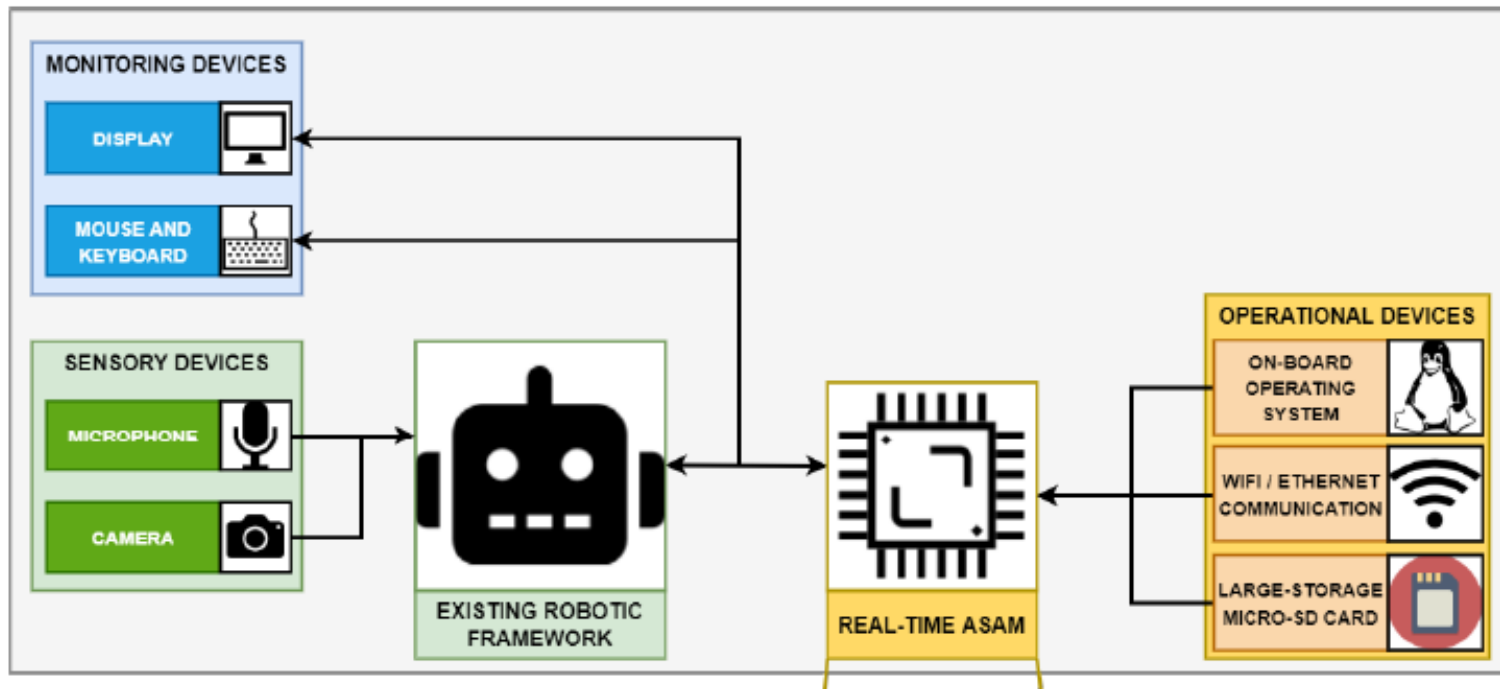 MONITORING DEVICES
DISPLAY
MOUSE AND
KEYBOARD
SENSORY DEVICES
MICROPHONE
CAMERA
EXISTING ROBOTIC
FRAMEWORK
REAL-TIME ASAM
OPERATIONAL DEVICES
ON-BOARD
OPERATING
SYSTEM
WIFI / ETHERNET
COMMUNICATION
LARGE-STORAGE
MICRO-SD CARD